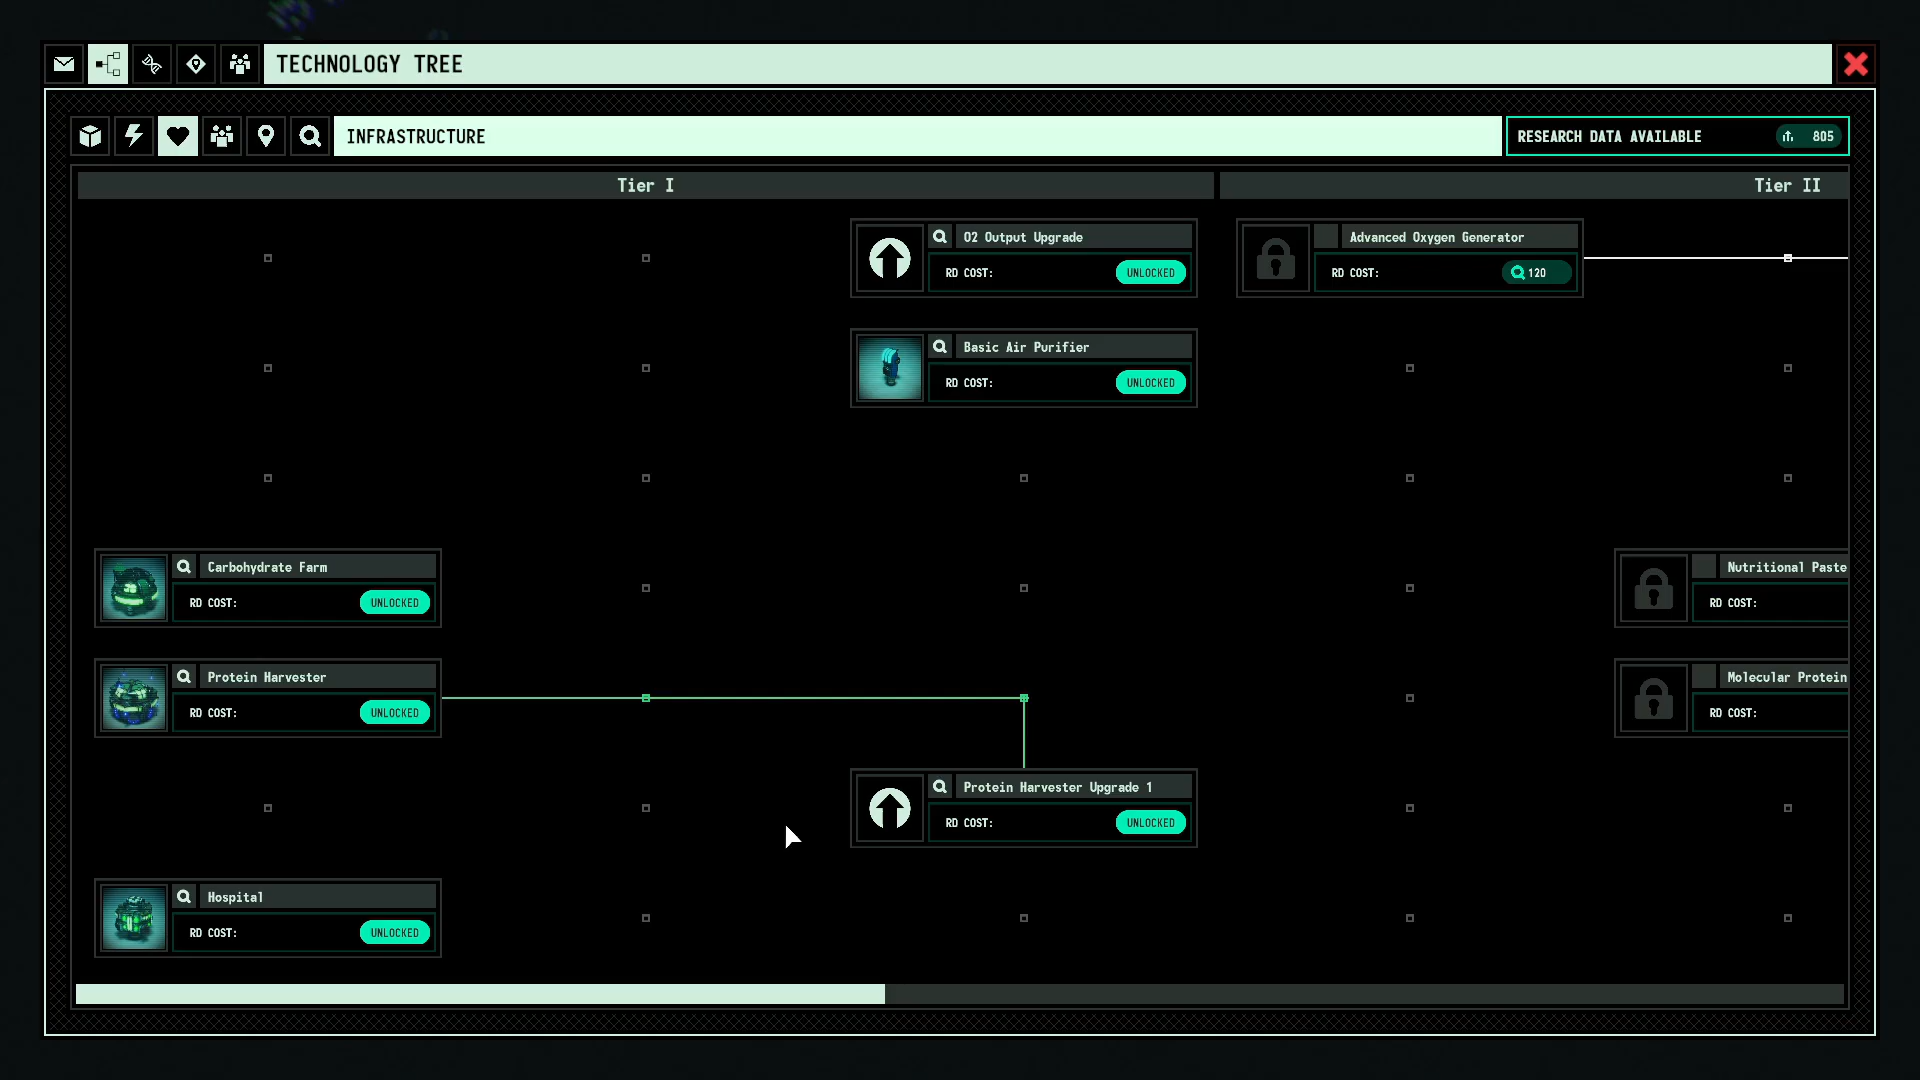 TECHNOLOGY TREE
INFRASTRUCTURE
RESEARCH DATA AVAILABLE 805
Tier I
Tier II
O2 Output Upgrade
RD COST: UNLOCKED
Advanced Oxygen Generator
RD COST: 120
Basic Air Purifier
RD COST: UNLOCKED
Carbohydrate Farm
RD COST: UNLOCKED
Nutritional Paste
RD COST:
Protein Harvester
RD COST: UNLOCKED
Molecular Protein
RD COST:
Protein Harvester Upgrade 1
RD COST: UNLOCKED
Hospital
RD COST: UNLOCKED